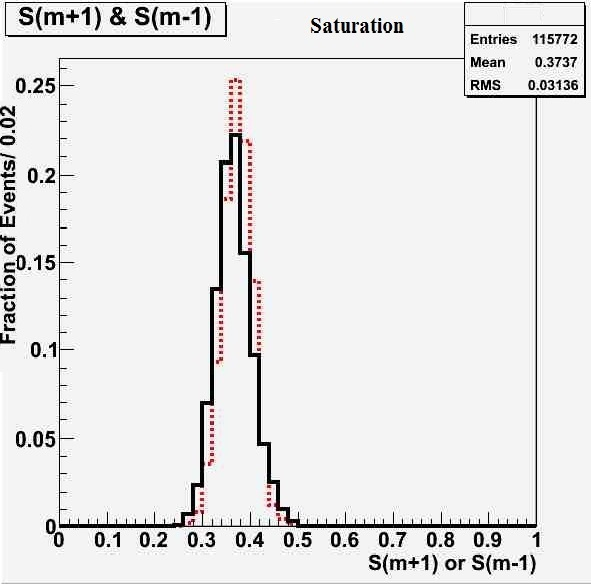 S(m+1) & S(m-1)
Saturation
Entries 115772
Mean 0.3737
RMS 0.03136
Fraction of Events/ 0.02
0.25
0.2
0.15
0.1
0.05
0
0 0.1 0.2 0.3 0.4 0.5 0.6 0.7 0.8 0.9 1
S(m+1) or S(m-1)